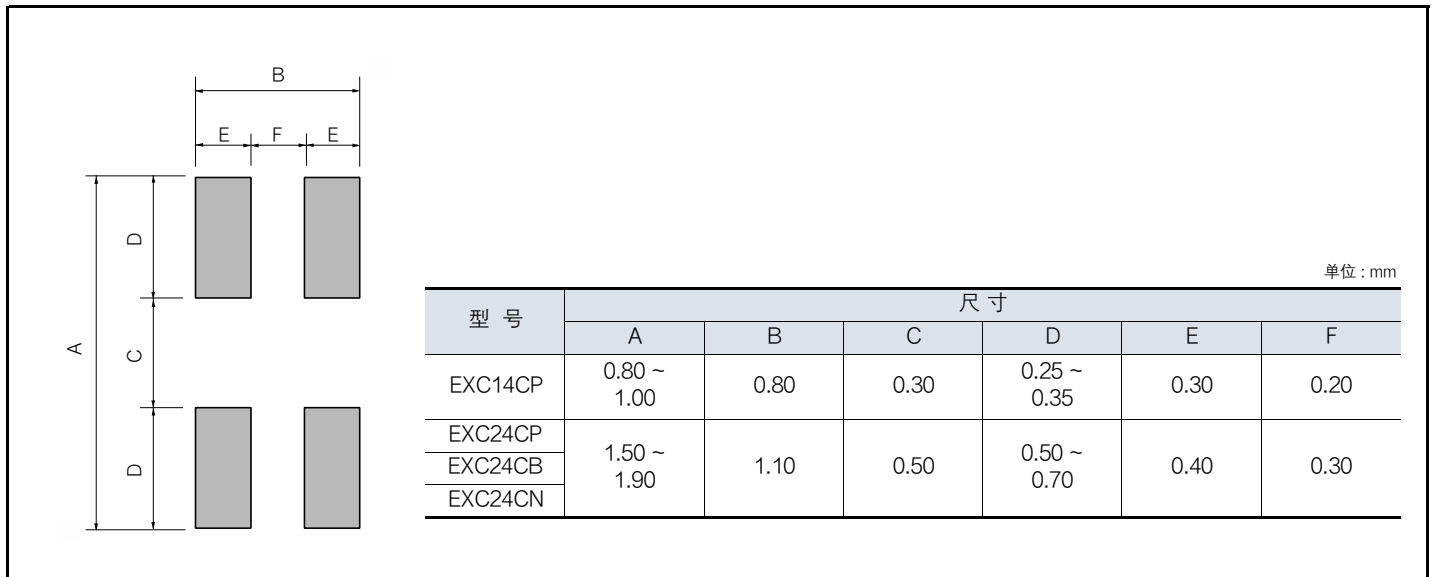 B
E F E
D
A
C
D
单位 : mm
型 号
尺 寸
A B C D E F
EXC14CP
0.80 ~
1.00
0.80
0.30
0.25 ~
0.35
0.30
0.20
EXC24CP
EXC24CB
EXC24CN
1.50 ~
1.90
1.10
0.50
0.50 ~
0.70
0.40
0.30